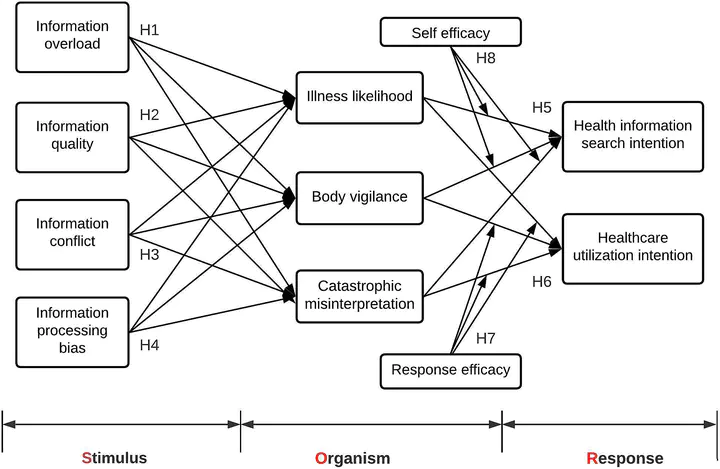 Information
overload
H1
Self efficacy
H8
Illness likelihood
H5
Information
quality
H2
Health information
search intention
Body vigilance
Information
conflict
H3
Healthcare
utilization intention
Catastrophic
misinterpretation
H6
Information
processing
bias
H4
H7
Response efficacy
Stimulus
Organism
Response